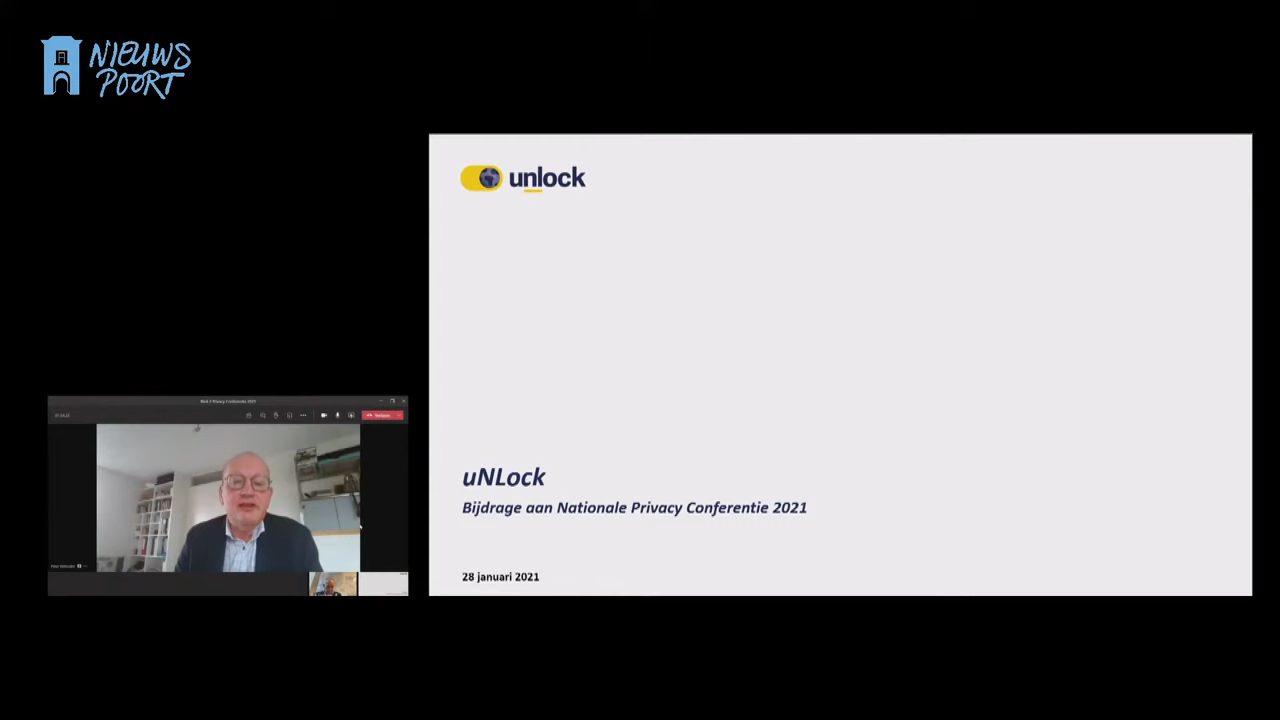 NIEUWS
POORT
unlock
uNLock
Bijdrage aan Nationale Privacy Conferentie 2021
28 januari 2021